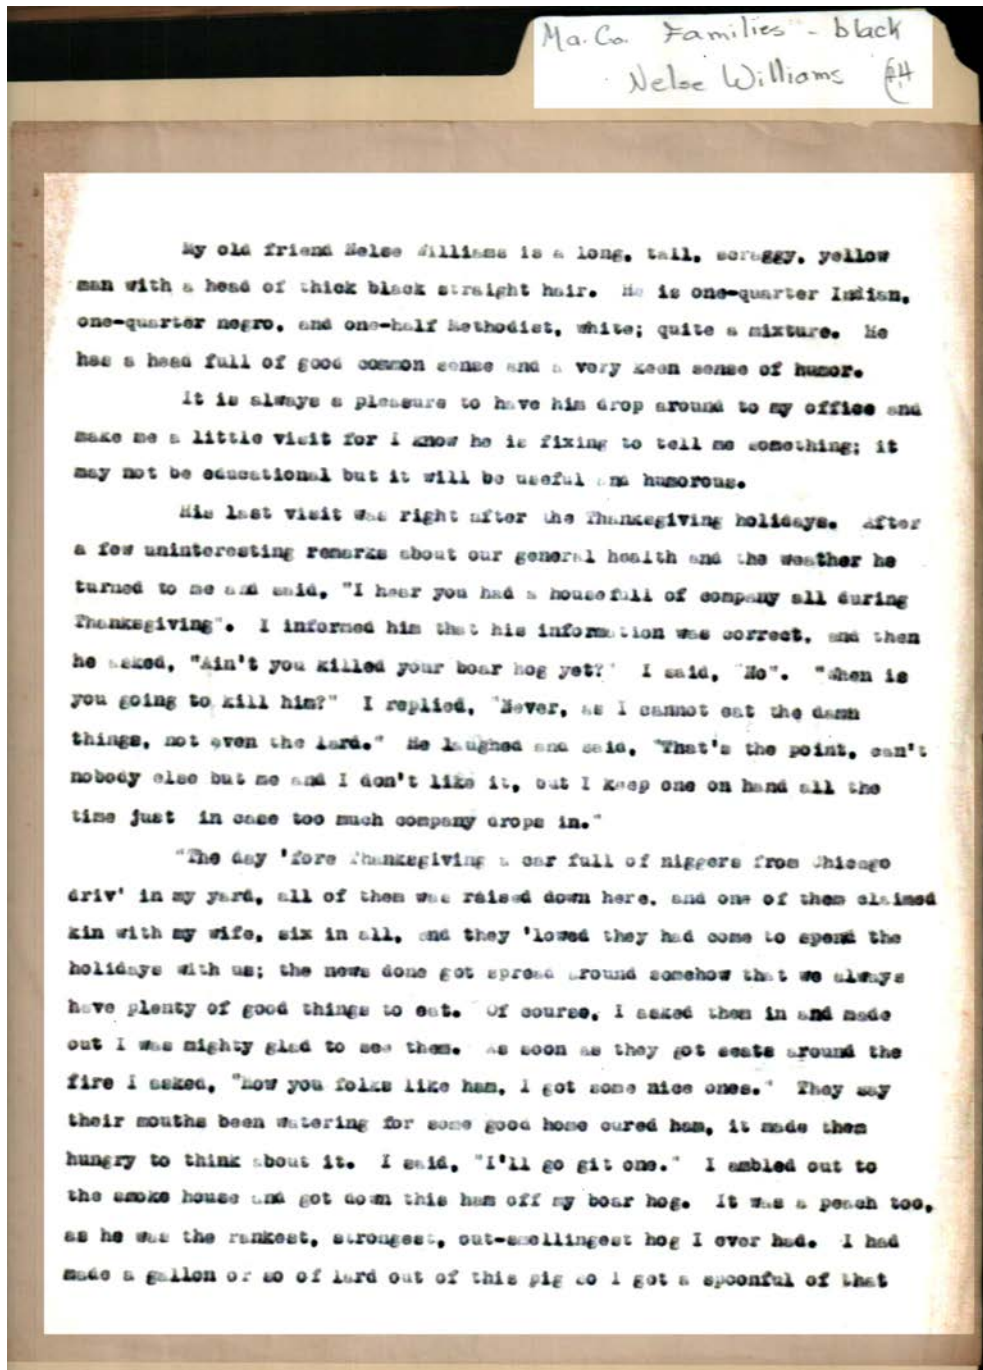 Ma. Co. Families - black
Nelse Williams
My old friend Nelse Williams is a long, tall, scraggy, yellow
man with a head of thick black straight hair. He is one-quarter Indian,
one-quarter negro, and one-half Methodist, white; quite a mixture. He
has a head full of good common sense and a very keen sense of humor.
It is always a pleasure to have him drop around to my office and
make me a little visit for I know he is fixing to tell me something; it
may not be educational but it will be useful and humorous.
His last visit was right after the Thanksgiving holidays. After
a few uninteresting remarks about our general health and the weather he
turned to me and said, "I hear you had a housefull of company all during
Thanksgiving". I informed him that his information was correct, and then
he asked, "Ain't you killed your boar hog yet?" I said, "No". "When is
you going to kill him?" I replied, "Never, as I cannot eat the damn
things, not even the lard." He laughed and said, "That's the point, can't
nobody else but me and I don't like it, but I keep one on hand all the
time just in case too much company drops in."
"The day 'fore Thanksgiving a car full of niggers from Chicago
driv' in my yard, all of them was raised down here, and one of them claimed
kin with my wife, six in all, and they 'lowed they had come to spend the
holidays with us; the news done got spread around somehow that we always
have plenty of good things to eat. Of course, I asked them in and made
out I was mighty glad to see them. As soon as they got seats around the
fire I asked, "How you folks like ham, I got some nice ones." They say
their mouths been watering for some good home cured ham, it made them
hungry to think about it. I said, "I'll go git one." I ambled out to
the smoke house and got down this ham off my boar hog. It was a peach too,
as he was the rankest, strongest, out-smellingest hog I ever had. I had
made a gallon or so of lard out of this pig so I got a spoonful of that